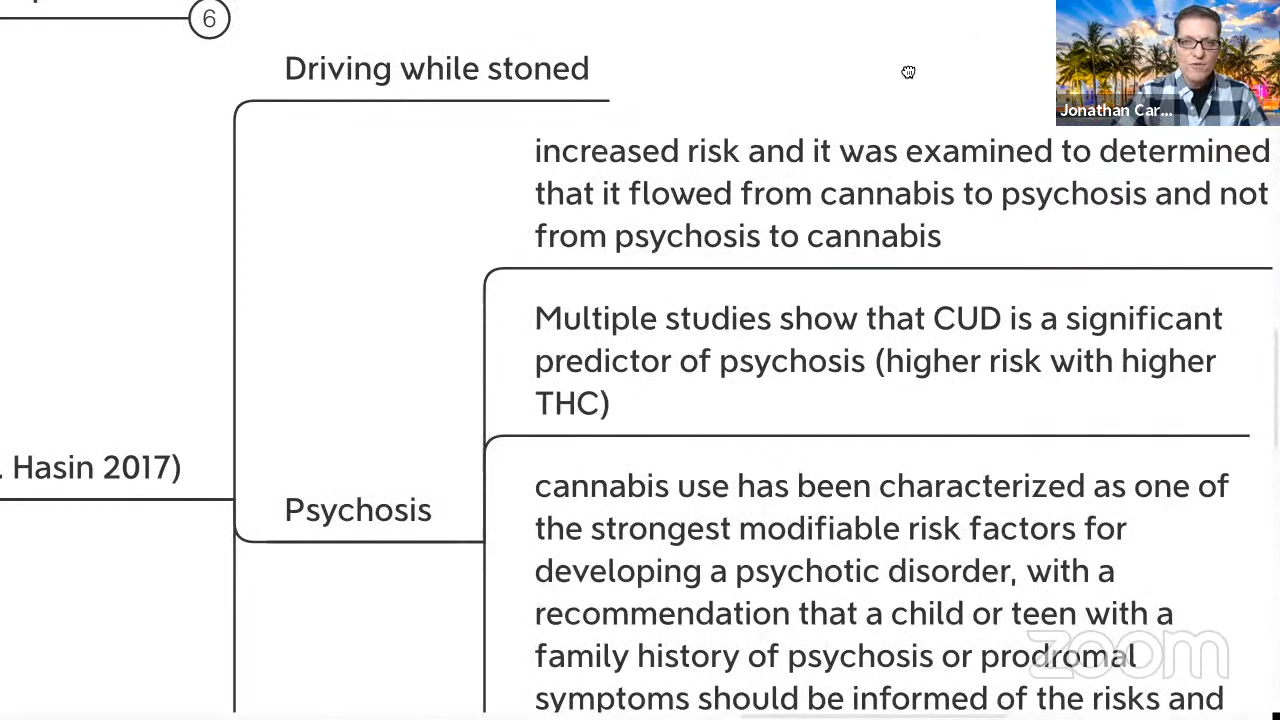 6
Driving while stoned
Jonathan Car...
increased risk and it was examined to determined
that it flowed from cannabis to psychosis and not
from psychosis to cannabis
Multiple studies show that CUD is a significant
predictor of psychosis (higher risk with higher
THC)
. Hasin 2017)
Psychosis
cannabis use has been characterized as one of
the strongest modifiable risk factors for
developing a psychotic disorder, with a
recommendation that a child or teen with a
family history of psychosis or prodromal
symptoms should be informed of the risks and
zoom